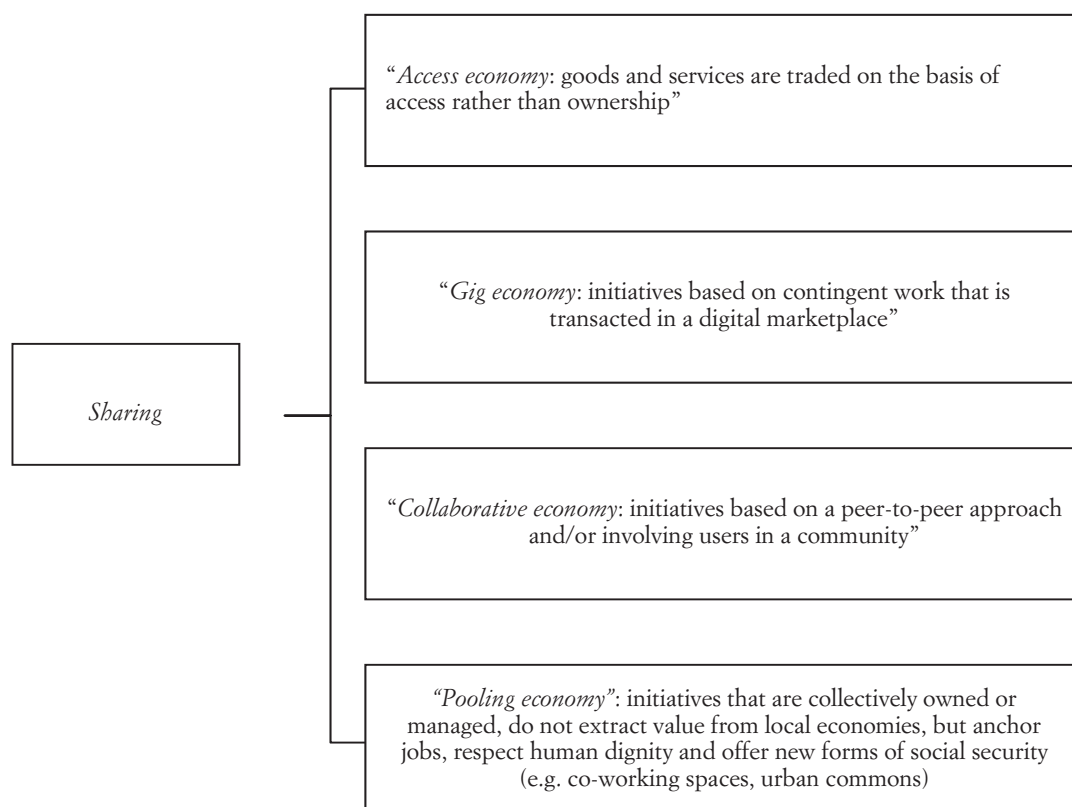 “Access economy: goods and services are traded on the basis of
access rather than ownership”
“Gig economy: initiatives based on contingent work that is
transacted in a digital marketplace”
Sharing
“Collaborative economy: initiatives based on a peer-to-peer approach
and/or involving users in a community”
“Pooling economy”: initiatives that are collectively owned or
managed, do not extract value from local economies, but anchor
jobs, respect human dignity and offer new forms of social security
(e.g. co-working spaces, urban commons)